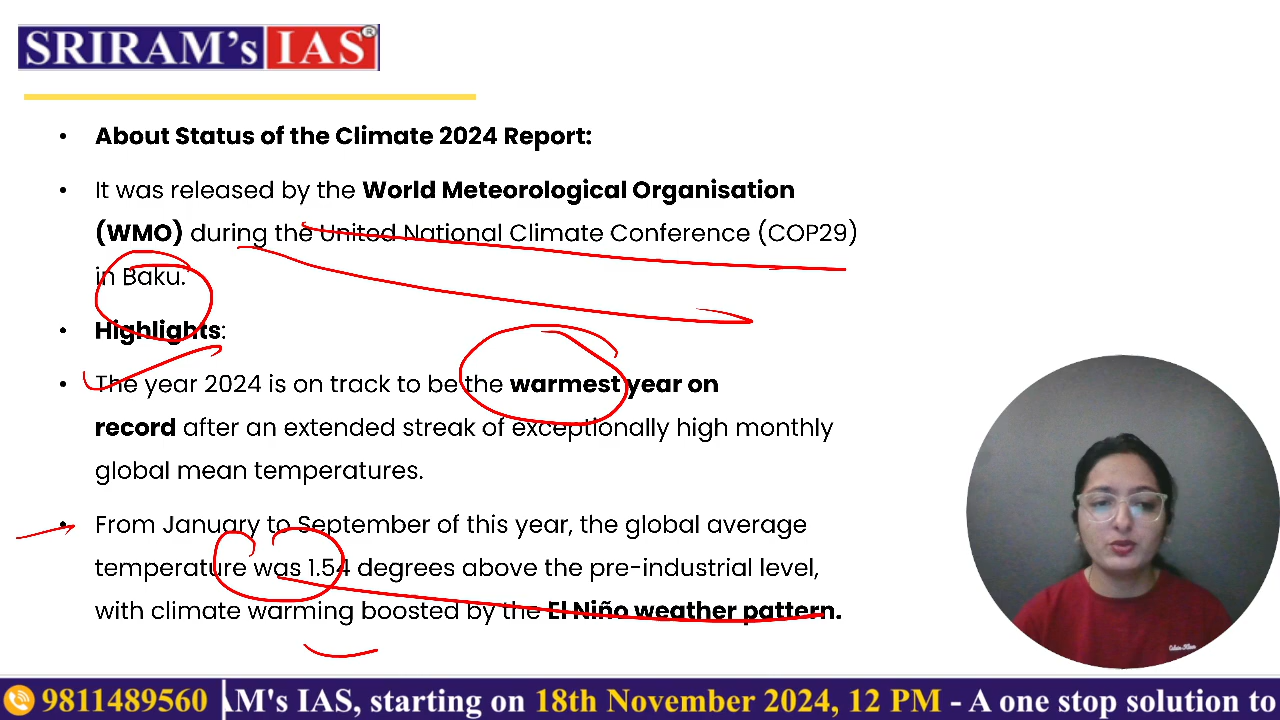 SRIRAM's IAS®
• About Status of the Climate 2024 Report:
• It was released by the World Meteorological Organisation
(WMO) during the United National Climate Conference (COP29)
in Baku.
• Highlights:
• The year 2024 is on track to be the warmest year on
record after an extended streak of exceptionally high monthly
global mean temperatures.
• From January to September of this year, the global average
temperature was 1.54 degrees above the pre-industrial level,
with climate warming boosted by the El Niño weather pattern.
9811489560 M's IAS, starting on 18th November 2024, 12 PM - A one stop solution to